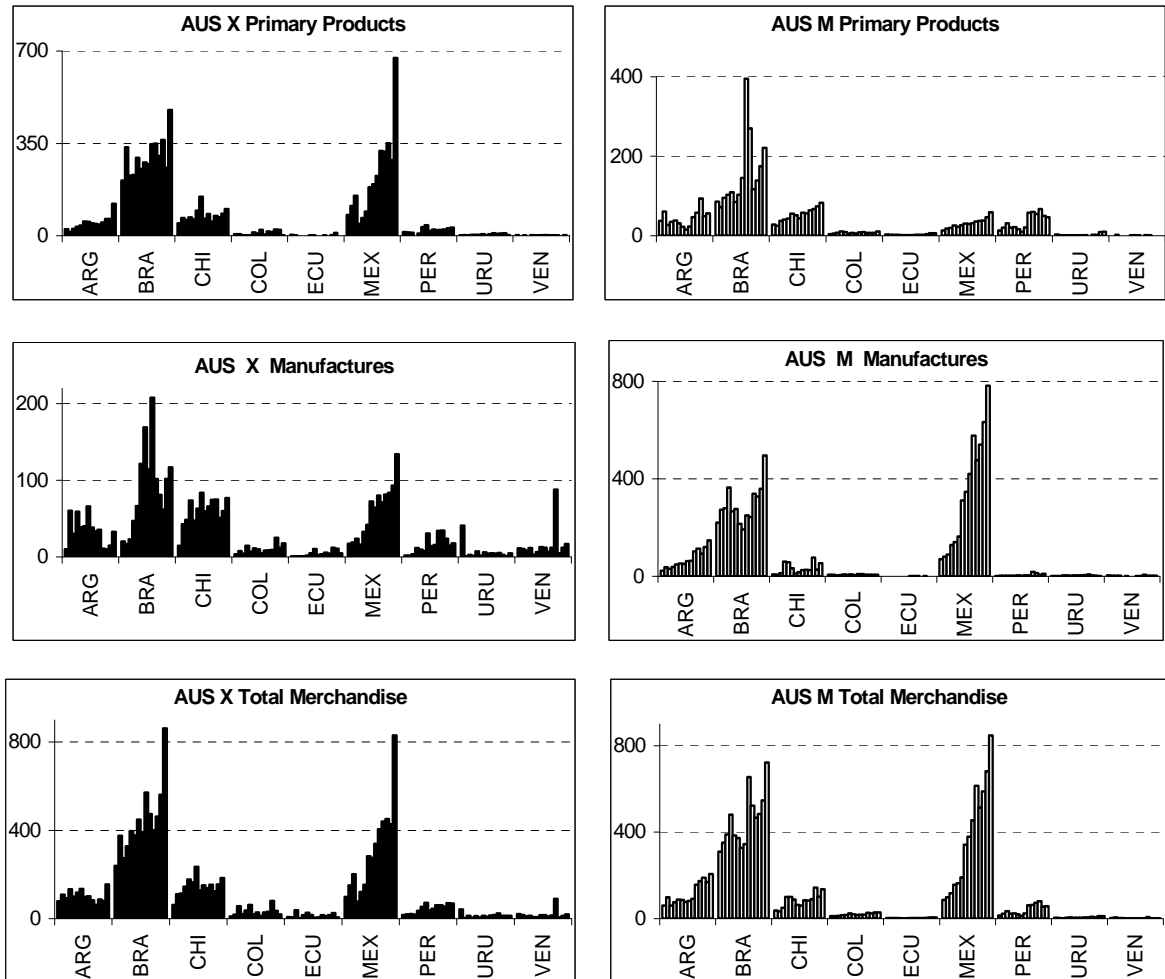 AUS X Primary Products
700
350
0
ARG BRA CHI COL ECU MEX PER URU VEN
AUS M Primary Products
400
200
0
ARG BRA CHI COL ECU MEX PER URU VEN
AUS X Manufactures
200
100
0
ARG BRA CHI COL ECU MEX PER URU VEN
AUS M Manufactures
800
400
0
ARG BRA CHI COL ECU MEX PER URU VEN
AUS X Total Merchandise
800
400
0
ARG BRA CHI COL ECU MEX PER URU VEN
AUS M Total Merchandise
800
400
0
ARG BRA CHI COL ECU MEX PER URU VEN